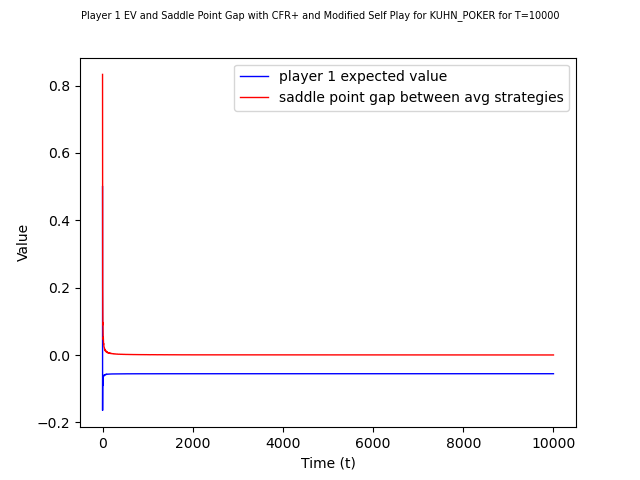 Player 1 EV and Saddle Point Gap with CFR+ and Modified Self Play for KUHN_POKER for T=10000
player 1 expected value
saddle point gap between avg strategies
0.8
0.6
0.4
0.2
0.0
−0.2
Value
0 2000 4000 6000 8000 10000
Time (t)